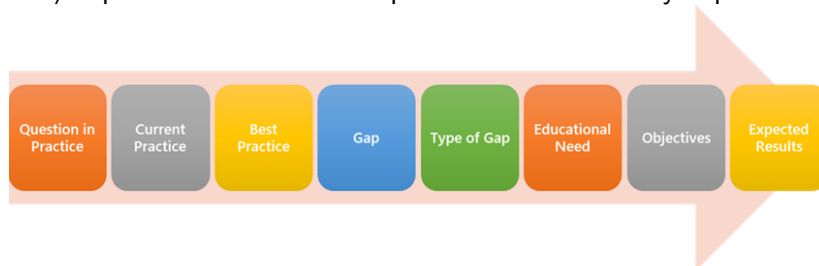 Question in
Practice
Current
Practice
Best
Practice
Gap
Type of Gap
Educational
Need
Objectives
Expected
Results